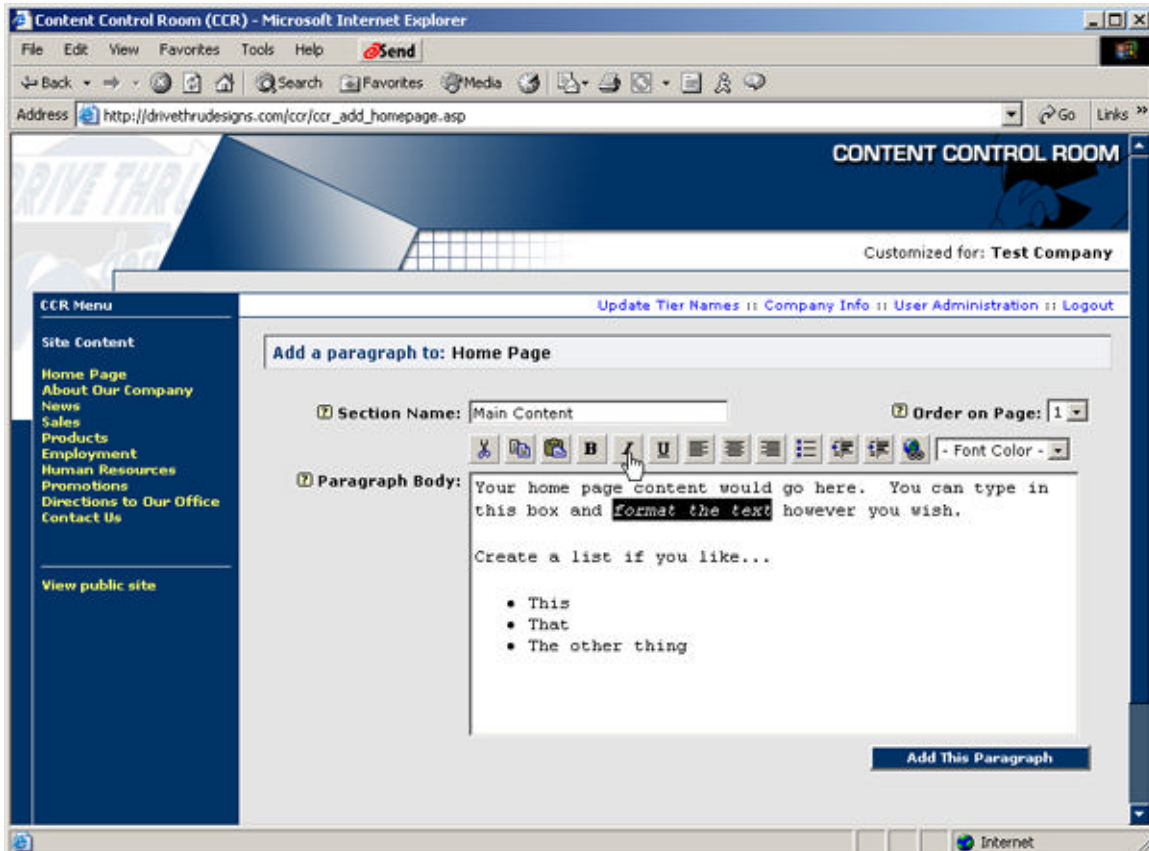 Content Control Room (CCR) - Microsoft Internet Explorer
File Edit View Favorites Tools Help Send
Back Search Favorites Media
Address http://drivethrudesigns.com/ccr/ccr_add_homepage.asp Go Links »
DRIVE THRU
CONTENT CONTROL ROOM
Customized for: Test Company
CCR Menu
Update Tier Names :: Company Info :: User Administration :: Logout
Site Content
Home Page
About Our Company
News
Sales
Products
Employment
Human Resources
Promotions
Directions to Our Office
Contact Us
View public site
Add a paragraph to: Home Page
? Section Name: Main Content ? Order on Page: 1
B I U - Font Color -
? Paragraph Body:
Your home page content would go here. You can type in
this box and format the text however you wish.
Create a list if you like...
• This
• That
• The other thing
Add This Paragraph
Internet